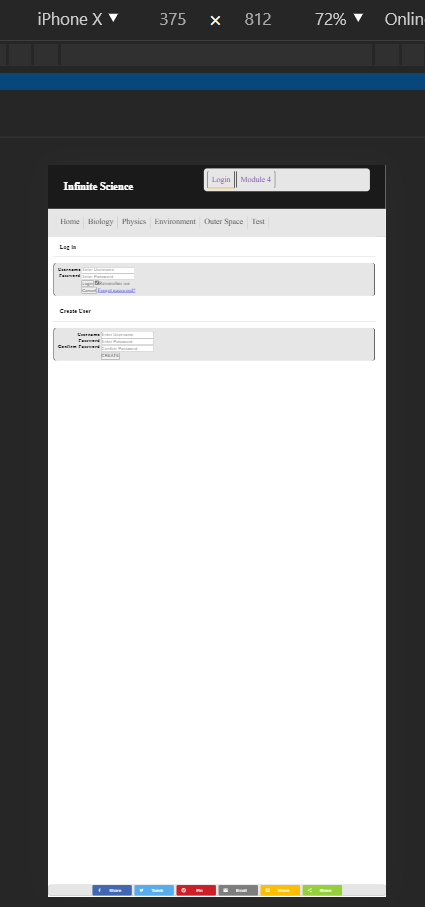 iPhone X ▼ 375 × 812 72% ▼ Onlin
Infinite Science
Login Module 4
Home Biology Physics Environment Outer Space Test
Log in
Username Enter Username
Password Enter Password
Login Remember me
Cancel Forgot password?
Create User
Username Enter Username
Password Enter Password
Confirm Password Confirm Password
CREATE
Share Tweet Pin Email Share Share